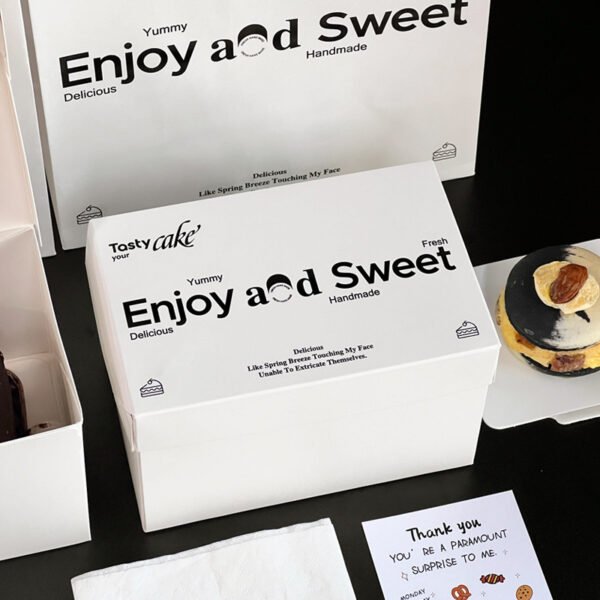 Yummy
Enjoy and Sweet
Delicious
Handmade
Delicious
Like Spring Breeze Touching My Face
Tasty cake
your
Fresh
Yummy
Enjoy and Sweet
Delicious
Handmade
Delicious
Like Spring Breeze Touching My Face
Unable To Extricate Themselves.
Thank you
YOU' RE A PARAMOUNT
SURPRISE TO ME.
MONDAY